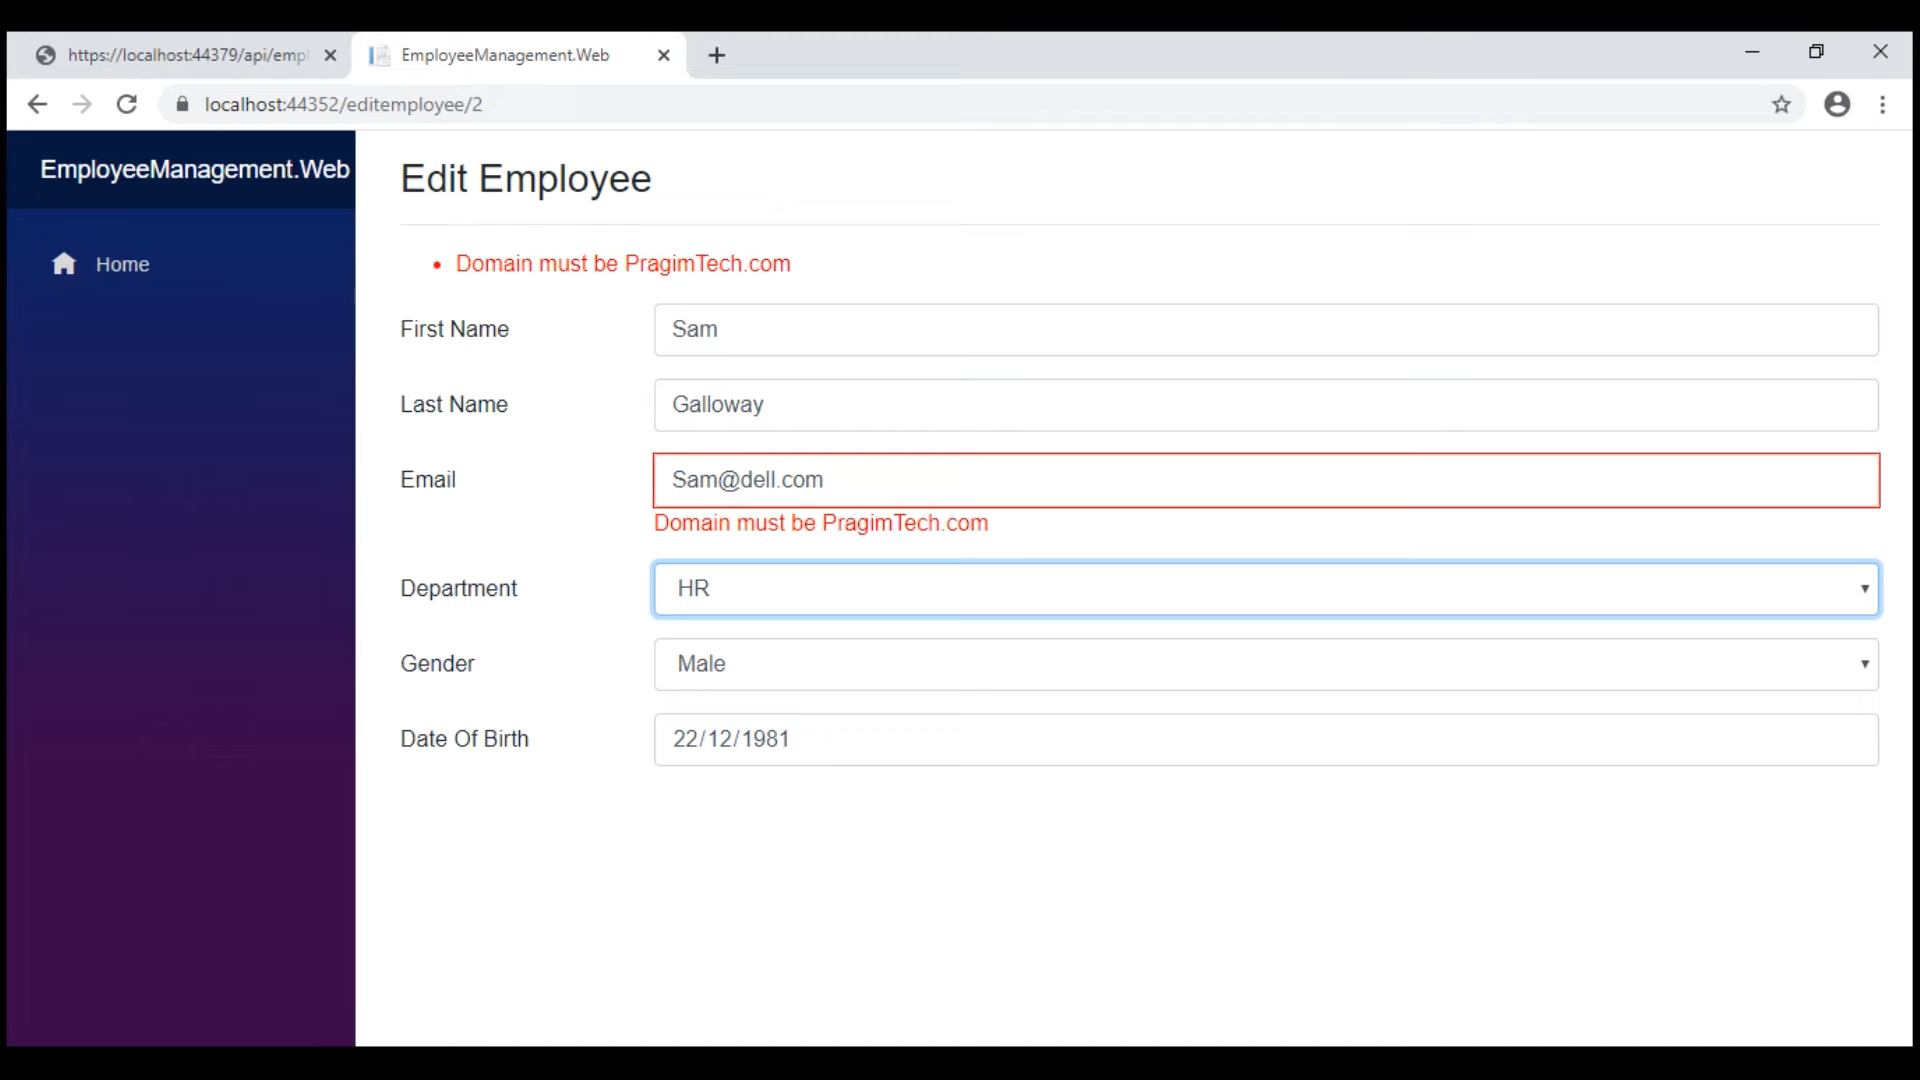 https://localhost:44379/api/emp
EmployeeManagement.Web
localhost:44352/editemployee/2
EmployeeManagement.Web
Home
Edit Employee
Domain must be PragimTech.com
First Name Sam
Last Name Galloway
Email Sam@dell.com
Domain must be PragimTech.com
Department HR
Gender Male
Date Of Birth 22/12/1981